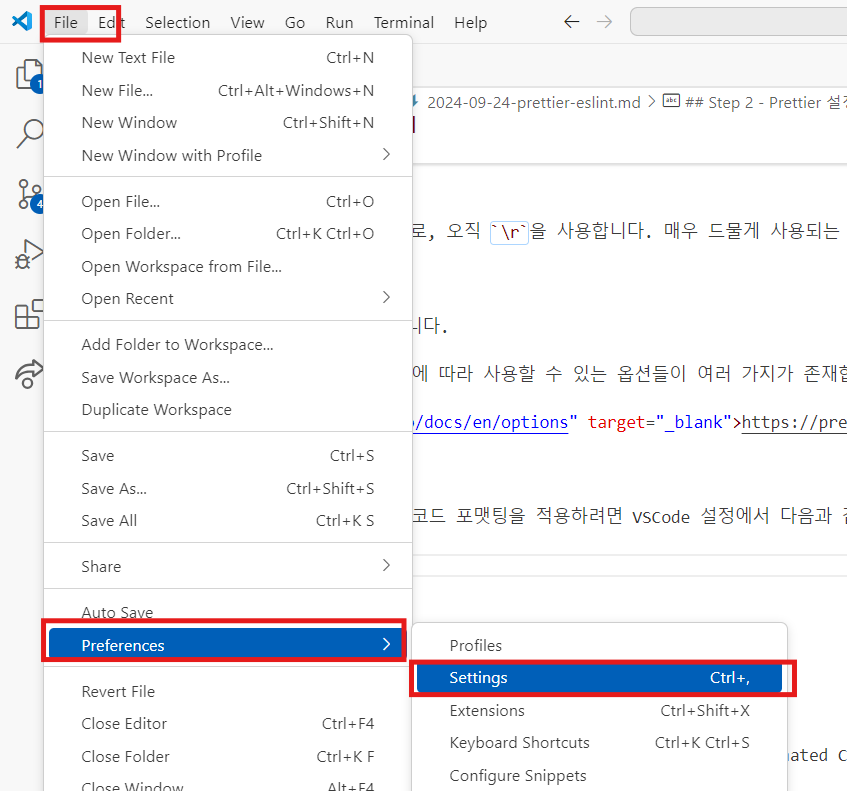 File Edit Selection View Go Run Terminal Help
New Text File Ctrl+N
New File... Ctrl+Alt+Windows+N
New Window Ctrl+Shift+N
New Window with Profile
Open File... Ctrl+O
Open Folder... Ctrl+K Ctrl+O
Open Workspace from File...
Open Recent
Add Folder to Workspace...
Save Workspace As...
Duplicate Workspace
Save Ctrl+S
Save As... Ctrl+Shift+S
Save All Ctrl+K S
Share
Auto Save
Preferences
Revert File
Close Editor Ctrl+F4
Close Folder Ctrl+K F
Close Window Alt+F4
Profiles
Settings Ctrl+,
Extensions Ctrl+Shift+X
Keyboard Shortcuts Ctrl+K Ctrl+S
Configure Snippets
1
4
2024-09-24-prettier-eslint.md > abc ## Step 2 - Prettier 설정
로, 오직 `\r`을 사용합니다. 매우 드물게 사용되는
니다.
에 따라 사용할 수 있는 옵션들이 여러 가지가 존재합
/docs/en/options" target="_blank">https://pre
코드 포맷팅을 적용하려면 VSCode 설정에서 다음과 같
nated C